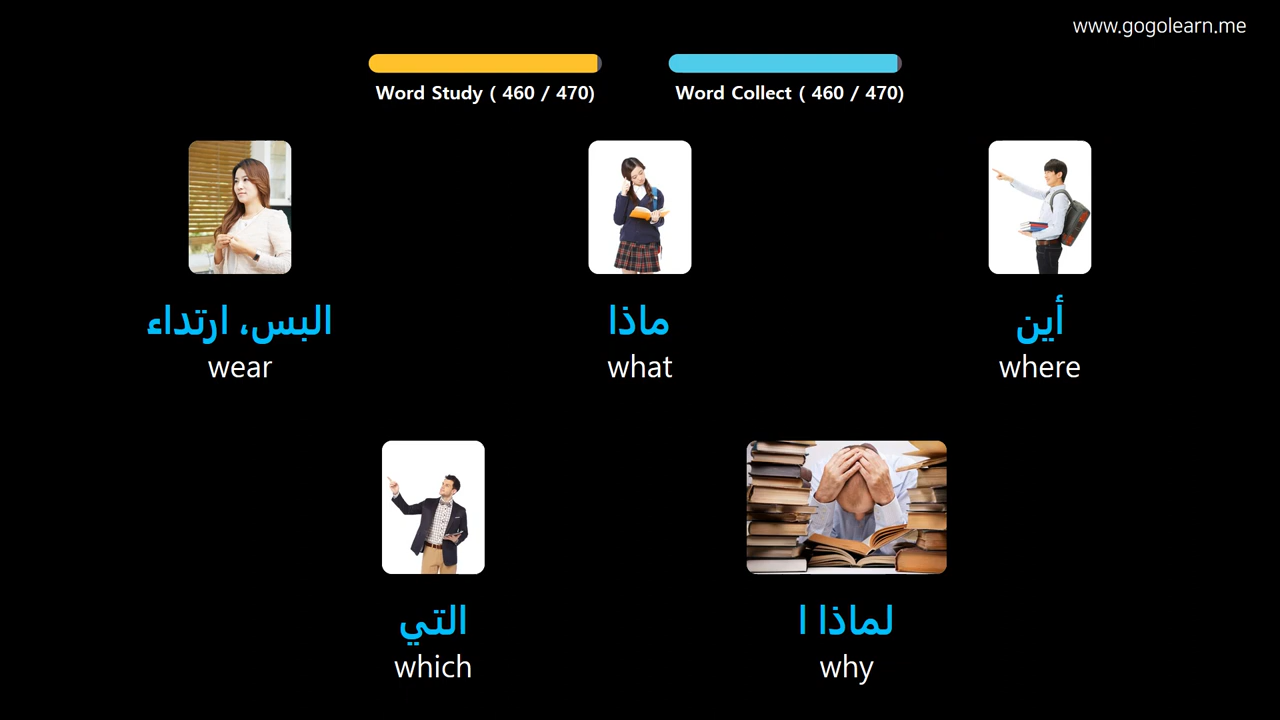 www.gogolearn.me
Word Study ( 460 / 470)
Word Collect ( 460 / 470)
البس، ارتداء
wear
ماذا
what
أين
where
التي
which
لماذا ا
why